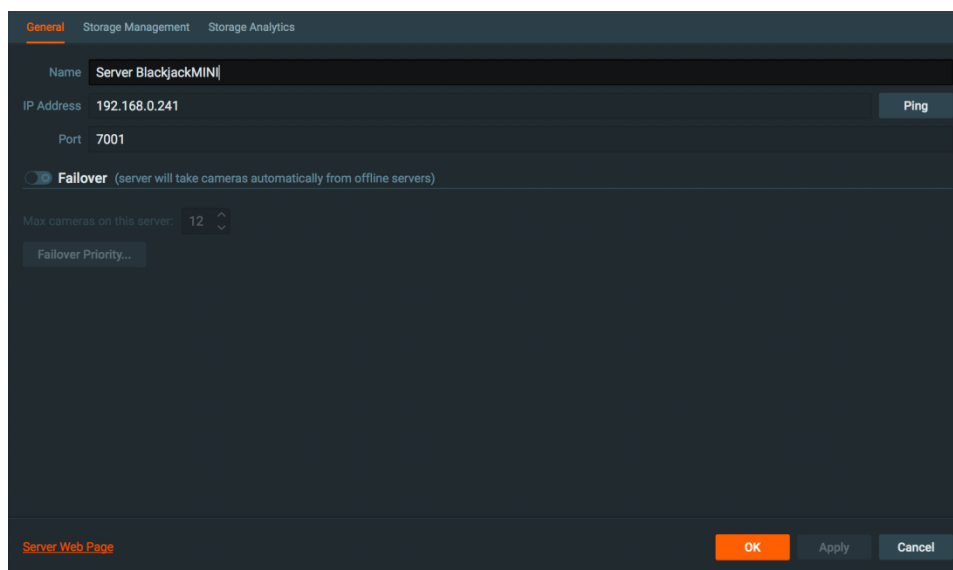 General Storage Management Storage Analytics
Name Server BlackjackMINI
IP Address 192.168.0.241 Ping
Port 7001
Failover (server will take cameras automatically from offline servers)
Max cameras on this server: 12
Failover Priority...
Server Web Page OK Apply Cancel